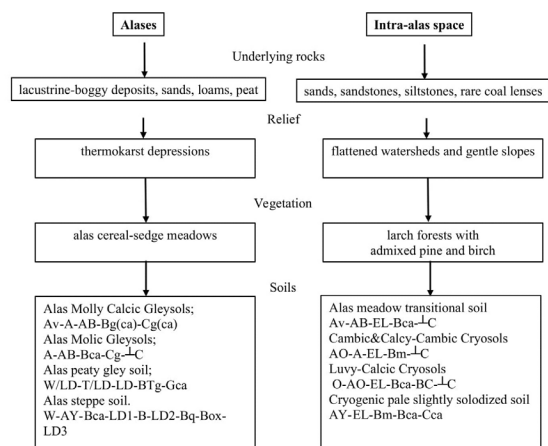 Alases
Intra-alas space
Underlying rocks
lacustrine-boggy deposits, sands, loams, peat
sands, sandstones, siltstones, rare coal lenses
Relief
thermokarst depressions
flattened watersheds and gentle slopes
Vegetation
alas cereal-sedge meadows
larch forests with
admixed pine and birch
Soils
Alas Molly Calcic Gleysols;
Av-A-AB-Bg(ca)-Cg(ca)
Alas Molic Gleysols;
A-AB-Bca-Cg-┴C
Alas peaty gley soil;
W/LD-T/LD-LD-BTg-Gca
Alas steppe soil.
W-AY-Bca-LD1-B-LD2-Bq-Box-
LD3
Alas meadow transitional soil
Av-AB-EL-Bca-┴C
Cambic&Calcy-Cambic Cryosols
AO-A-EL-Bm-┴C
Luvy-Calcic Cryosols
O-AO-EL-Bca-BC-┴C
Cryogenic pale slightly solodized soil
AY-EL-Bm-Bca-Cca